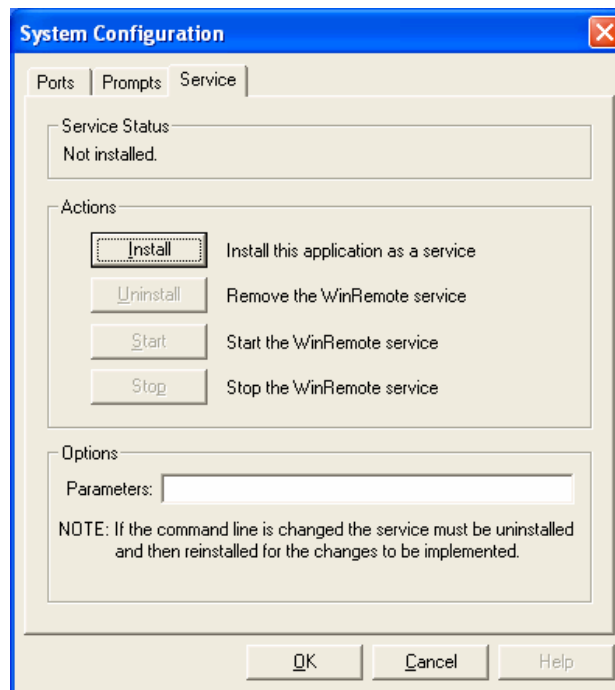 System Configuration
Ports Prompts Service
Service Status
Not installed.
Actions
Install Install this application as a service
Uninstall Remove the WinRemote service
Start Start the WinRemote service
Stop Stop the WinRemote service
Options
Parameters:
NOTE: If the command line is changed the service must be uninstalled
and then reinstalled for the changes to be implemented.
OK Cancel Help